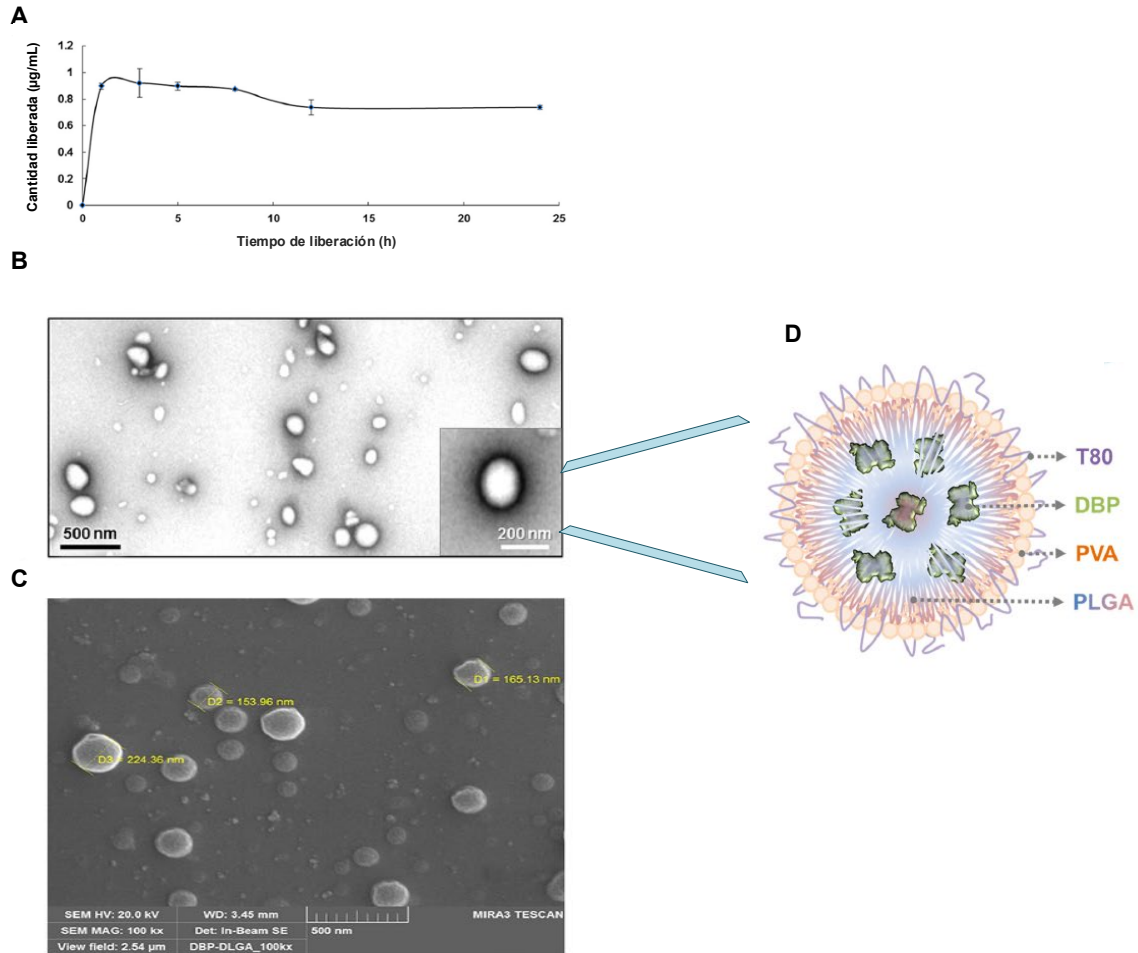 A
Cantidad liberada (µg/mL)
1.2
1
0.8
0.6
0.4
0.2
0
0 5 10 15 20 25
Tiempo de liberación (h)
B
500 nm
200 nm
C
D1 = 165.13 nm
D2 = 153.96 nm
D3 = 224.36 nm
SEM HV: 20.0 kV WD: 3.45 mm MIRA3 TESCAN
SEM MAG: 100 kx Det: In-Beam SE 500 nm
View field: 2.54 µm DBP-DLGA_100kx
D
T80
DBP
PVA
PLGA